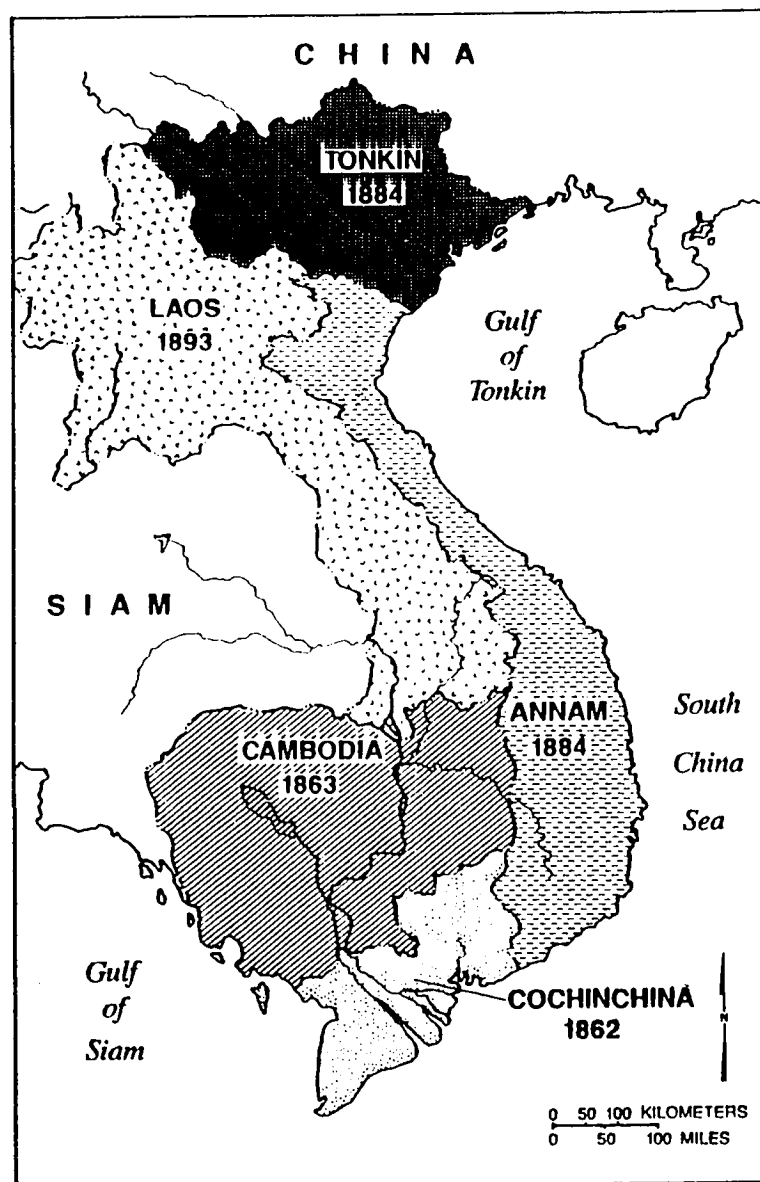 CHINA
TONKIN
1884
LAOS
1893
Gulf
of
Tonkin
SIAM
ANNAM
1884
South
China
Sea
CAMBODIA
1863
Gulf
of
Siam
COCHINCHINA
1862
N
0 50 100 KILOMETERS
0 50 100 MILES